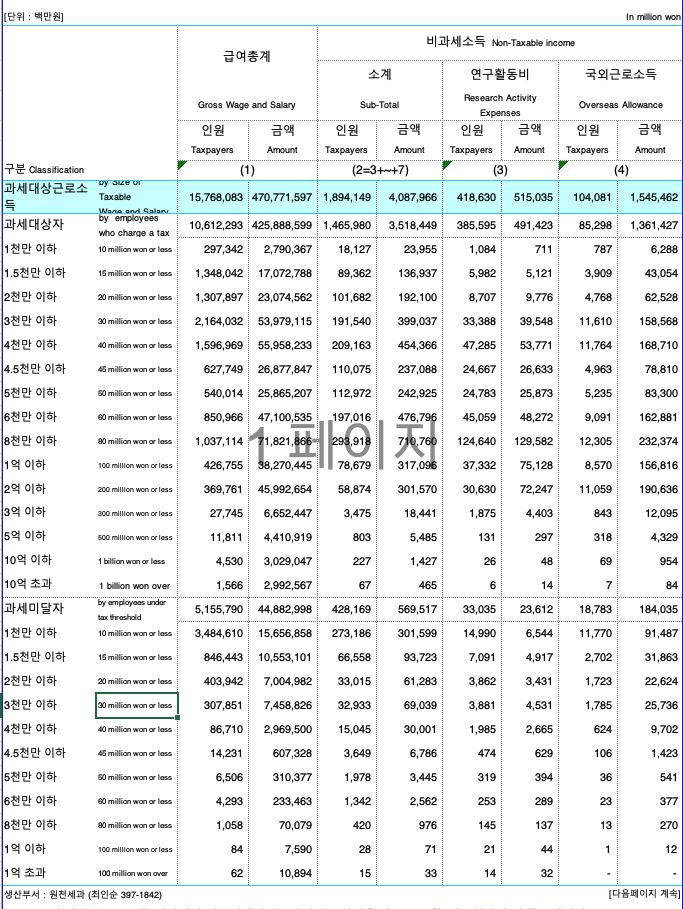 [단위 : 백만원] In million won
비과세소득 Non-Taxable income
급여총계
소계 연구활동비 국외근로소득
Gross Wage and Salary Sub-Total Research Activity Expenses Overseas Allowance
인원 금액 인원 금액 인원 금액 인원 금액
Taxpayers Amount Taxpayers Amount Taxpayers Amount Taxpayers Amount
구분 Classification (1) (2=3+~+7) (3) (4)
과세대상근로소득 by Size of Taxable Wage and Salary 15,768,083 470,771,597 1,894,149 4,087,966 418,630 515,035 104,081 1,545,462
과세대상자 by employees who charge a tax 10,612,293 425,888,599 1,465,980 3,518,449 385,595 491,423 85,298 1,361,427
1천만 이하 10 million won or less 297,342 2,790,367 18,127 23,955 1,084 711 787 6,288
1.5천만 이하 15 million won or less 1,348,042 17,072,788 89,362 136,937 5,982 5,121 3,909 43,054
2천만 이하 20 million won or less 1,307,897 23,074,562 101,682 192,100 8,707 9,776 4,768 62,528
3천만 이하 30 million won or less 2,164,032 53,979,115 191,540 399,037 33,388 39,548 11,610 158,568
4천만 이하 40 million won or less 1,596,969 55,958,233 209,163 454,366 47,285 53,771 11,764 168,710
4.5천만 이하 45 million won or less 627,749 26,877,847 110,075 237,088 24,667 26,633 4,963 78,810
5천만 이하 50 million won or less 540,014 25,865,207 112,972 242,925 24,783 25,873 5,235 83,300
6천만 이하 60 million won or less 850,966 47,100,535 197,016 476,796 45,059 48,272 9,091 162,881
8천만 이하 80 million won or less 1,037,114 71,821,866 293,918 710,760 124,640 129,582 12,305 232,374
1 페이지
1억 이하 100 million won or less 426,755 38,270,445 78,679 317,096 37,332 75,128 8,570 156,816
2억 이하 200 million won or less 369,761 45,992,654 58,874 301,570 30,630 72,247 11,059 190,636
3억 이하 300 million won or less 27,745 6,652,447 3,475 18,441 1,875 4,403 843 12,095
5억 이하 500 million won or less 11,811 4,410,919 803 5,485 131 297 318 4,329
10억 이하 1 billion won or less 4,530 3,029,047 227 1,427 26 48 69 954
10억 초과 1 billion won over 1,566 2,992,567 67 465 6 14 7 84
과세미달자 by employees under tax threshold 5,155,790 44,882,998 428,169 569,517 33,035 23,612 18,783 184,035
1천만 이하 10 million won or less 3,484,610 15,656,858 273,186 301,599 14,990 6,544 11,770 91,487
1.5천만 이하 15 million won or less 846,443 10,553,101 66,558 93,723 7,091 4,917 2,702 31,863
2천만 이하 20 million won or less 403,942 7,004,982 33,015 61,283 3,862 3,431 1,723 22,624
3천만 이하 30 million won or less 307,851 7,458,826 32,933 69,039 3,881 4,531 1,785 25,736
4천만 이하 40 million won or less 86,710 2,969,500 15,045 30,001 1,985 2,665 624 9,702
4.5천만 이하 45 million won or less 14,231 607,328 3,649 6,786 474 629 106 1,423
5천만 이하 50 million won or less 6,506 310,377 1,978 3,445 319 394 36 541
6천만 이하 60 million won or less 4,293 233,463 1,342 2,562 253 289 23 377
8천만 이하 80 million won or less 1,058 70,079 420 976 145 137 13 270
1억 이하 100 million won or less 84 7,590 28 71 21 44 1 12
1억 초과 100 million won over 62 10,894 15 33 14 32 - -
생산부서 : 원천세과 (최인순 397-1842) [다음페이지 계속]